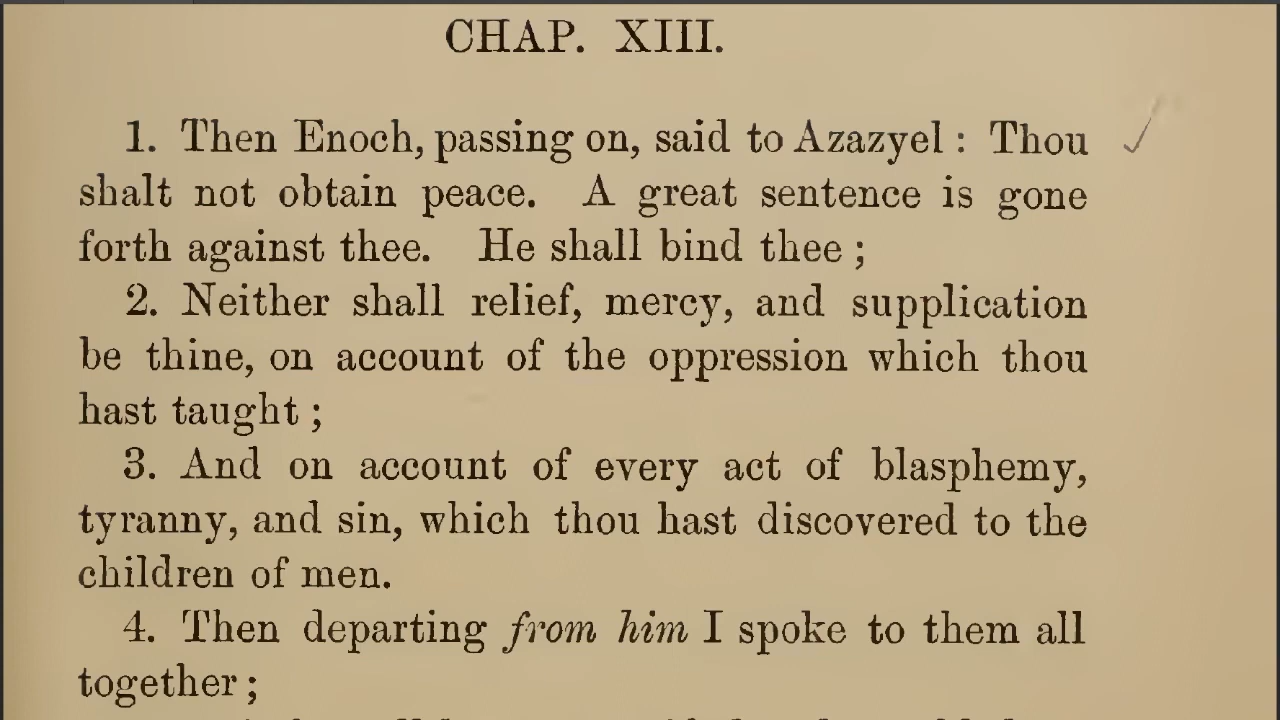 CHAP. XIII.
1. Then Enoch, passing on, said to Azazyel : Thou
shalt not obtain peace. A great sentence is gone
forth against thee. He shall bind thee ;
2. Neither shall relief, mercy, and supplication
be thine, on account of the oppression which thou
hast taught ;
3. And on account of every act of blasphemy,
tyranny, and sin, which thou hast discovered to the
children of men.
4. Then departing from him I spoke to them all
together ;